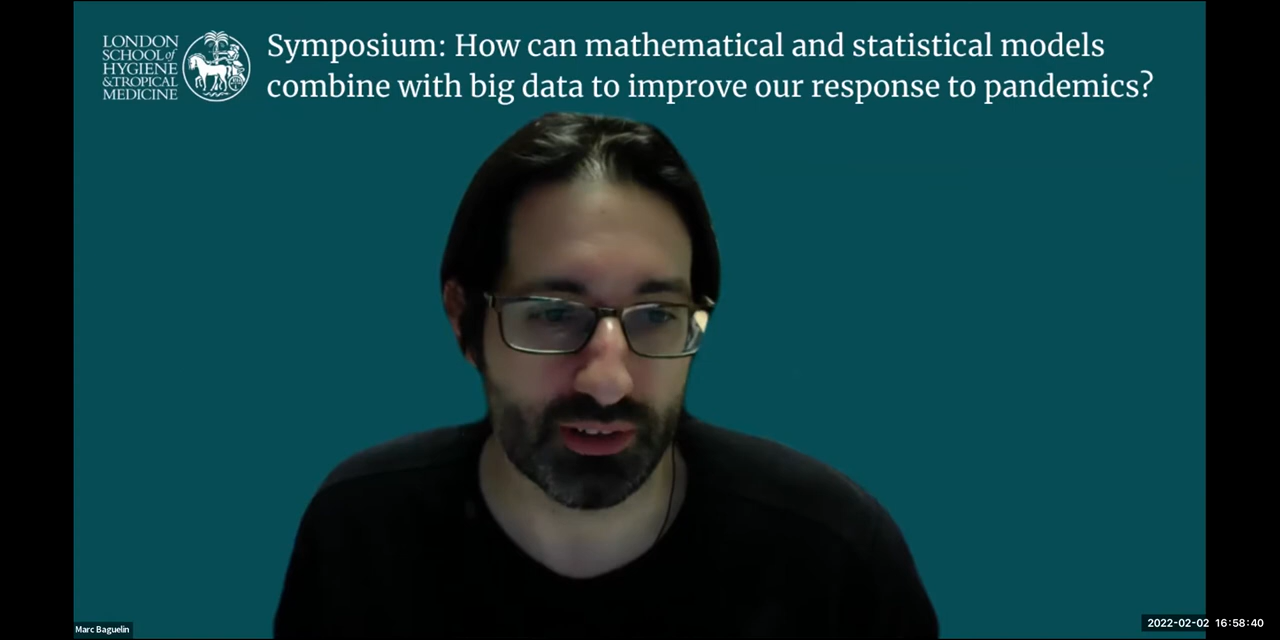 LONDON
SCHOOL of
HYGIENE
& TROPICAL
MEDICINE
Symposium: How can mathematical and statistical models
combine with big data to improve our response to pandemics?
Marc Baguelin
2022-02-02 16:58:40